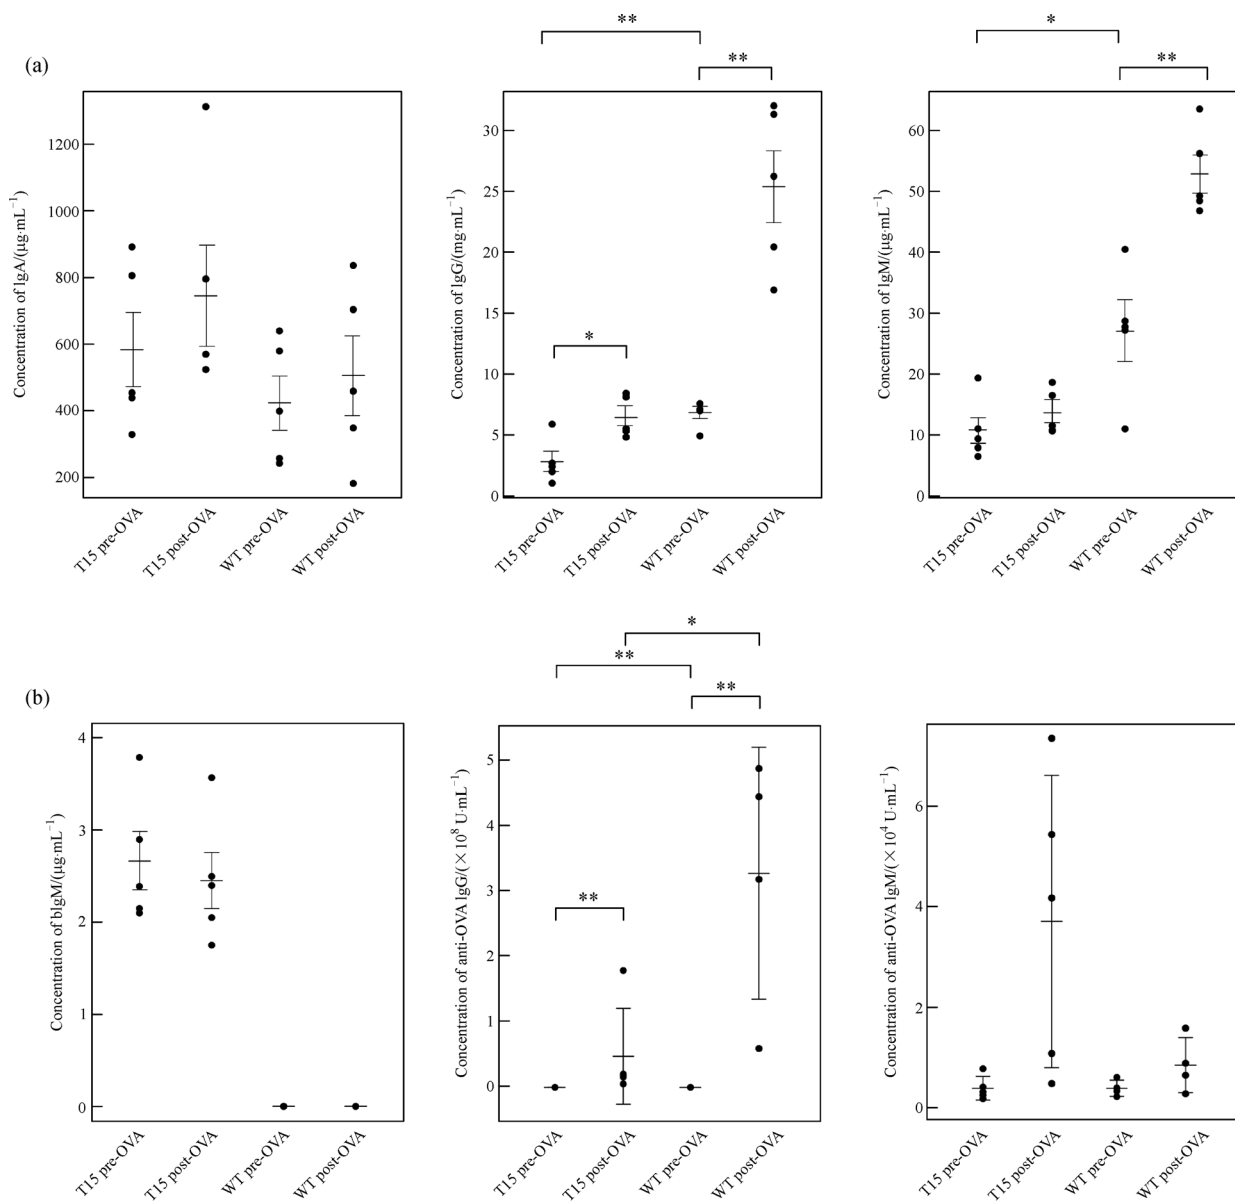 (a)
Concentration of lgA/(μg·mL⁻¹)
1200
1000
800
600
400
200
T15 pre-OVA
T15 post-OVA
WT pre-OVA
WT post-OVA
**
**
*
Concentration of lgG/(mg·mL⁻¹)
30
25
20
15
10
5
0
T15 pre-OVA
T15 post-OVA
WT pre-OVA
WT post-OVA
*
**
Concentration of lgM/(μg·mL⁻¹)
60
50
40
30
20
10
0
T15 pre-OVA
T15 post-OVA
WT pre-OVA
WT post-OVA
(b)
Concentration of blgM/(μg·mL⁻¹)
4
3
2
1
0
T15 pre-OVA
T15 post-OVA
WT pre-OVA
WT post-OVA
*
**
**
**
Concentration of anti-OVA lgG/(×10⁸ U·mL⁻¹)
5
4
3
2
1
0
T15 pre-OVA
T15 post-OVA
WT pre-OVA
WT post-OVA
Concentration of anti-OVA lgM/(×10⁴ U·mL⁻¹)
6
4
2
0
T15 pre-OVA
T15 post-OVA
WT pre-OVA
WT post-OVA